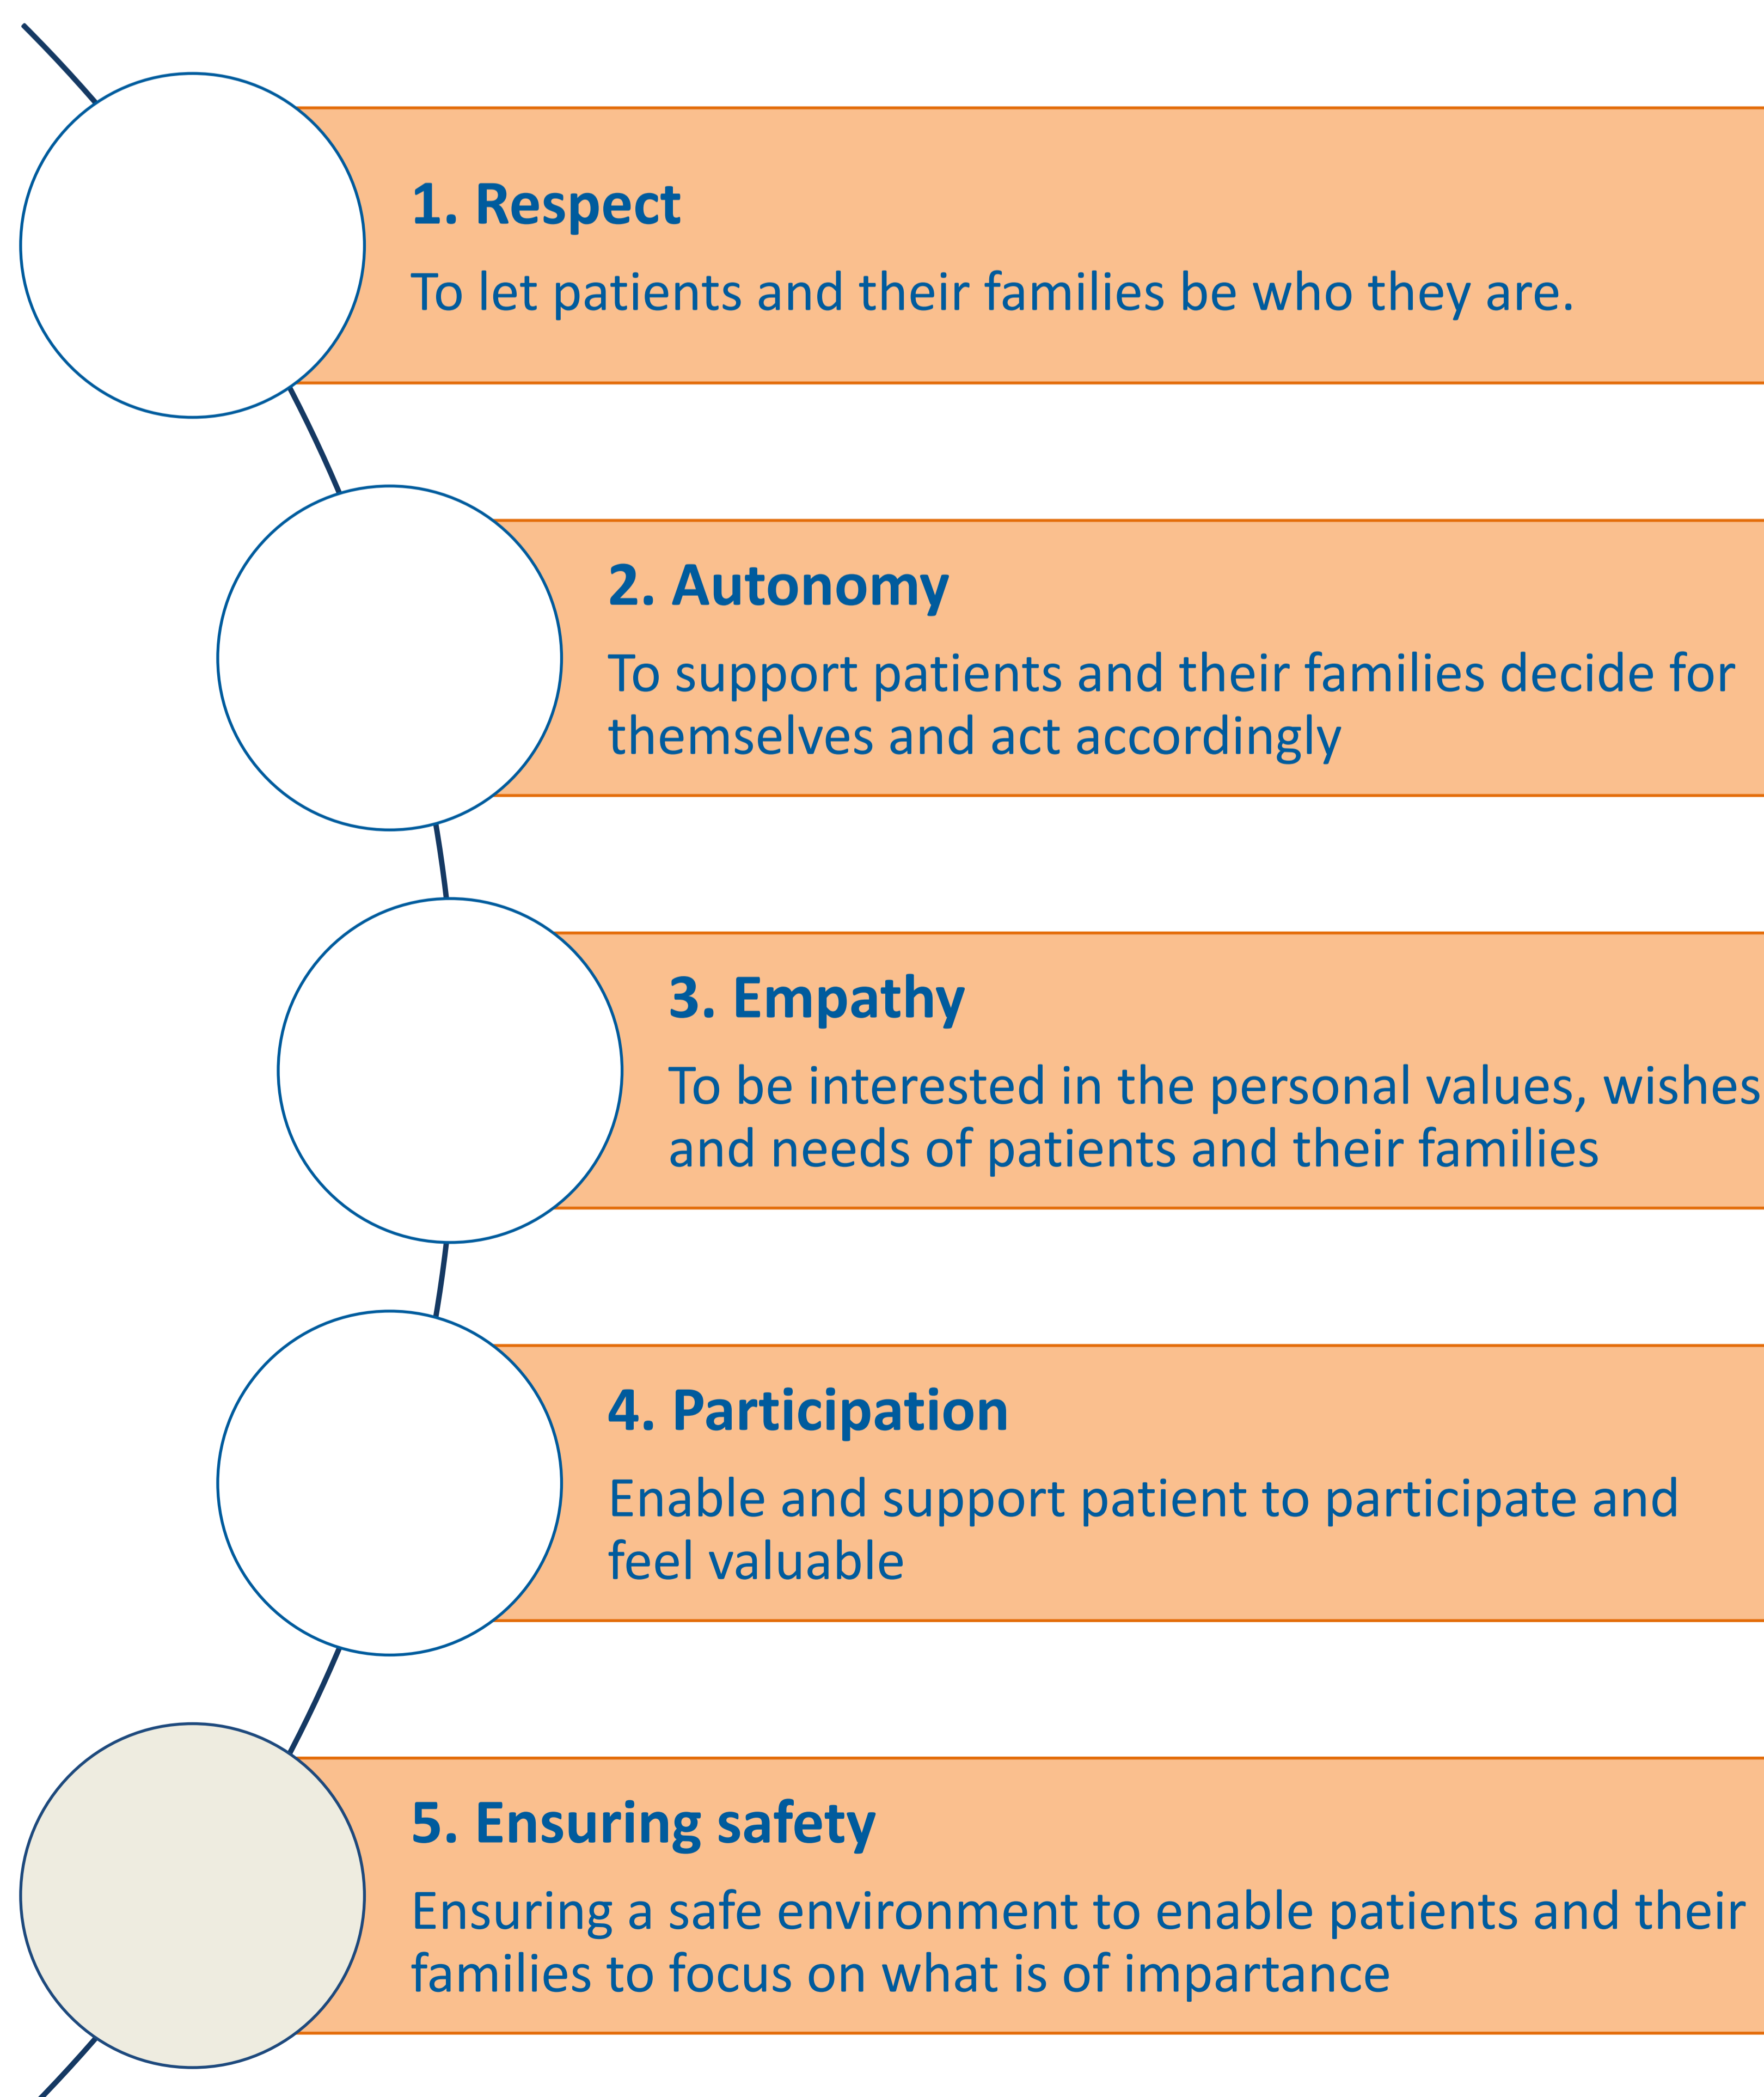 1. Respect
To let patients and their families be who they are.
2. Autonomy
To support patients and their families decide for
themselves and act accordingly
3. Empathy
To be interested in the personal values, wishes
and needs of patients and their families
4. Participation
Enable and support patient to participate and
feel valuable
5. Ensuring safety
Ensuring a safe environment to enable patients and their
families to focus on what is of impartance